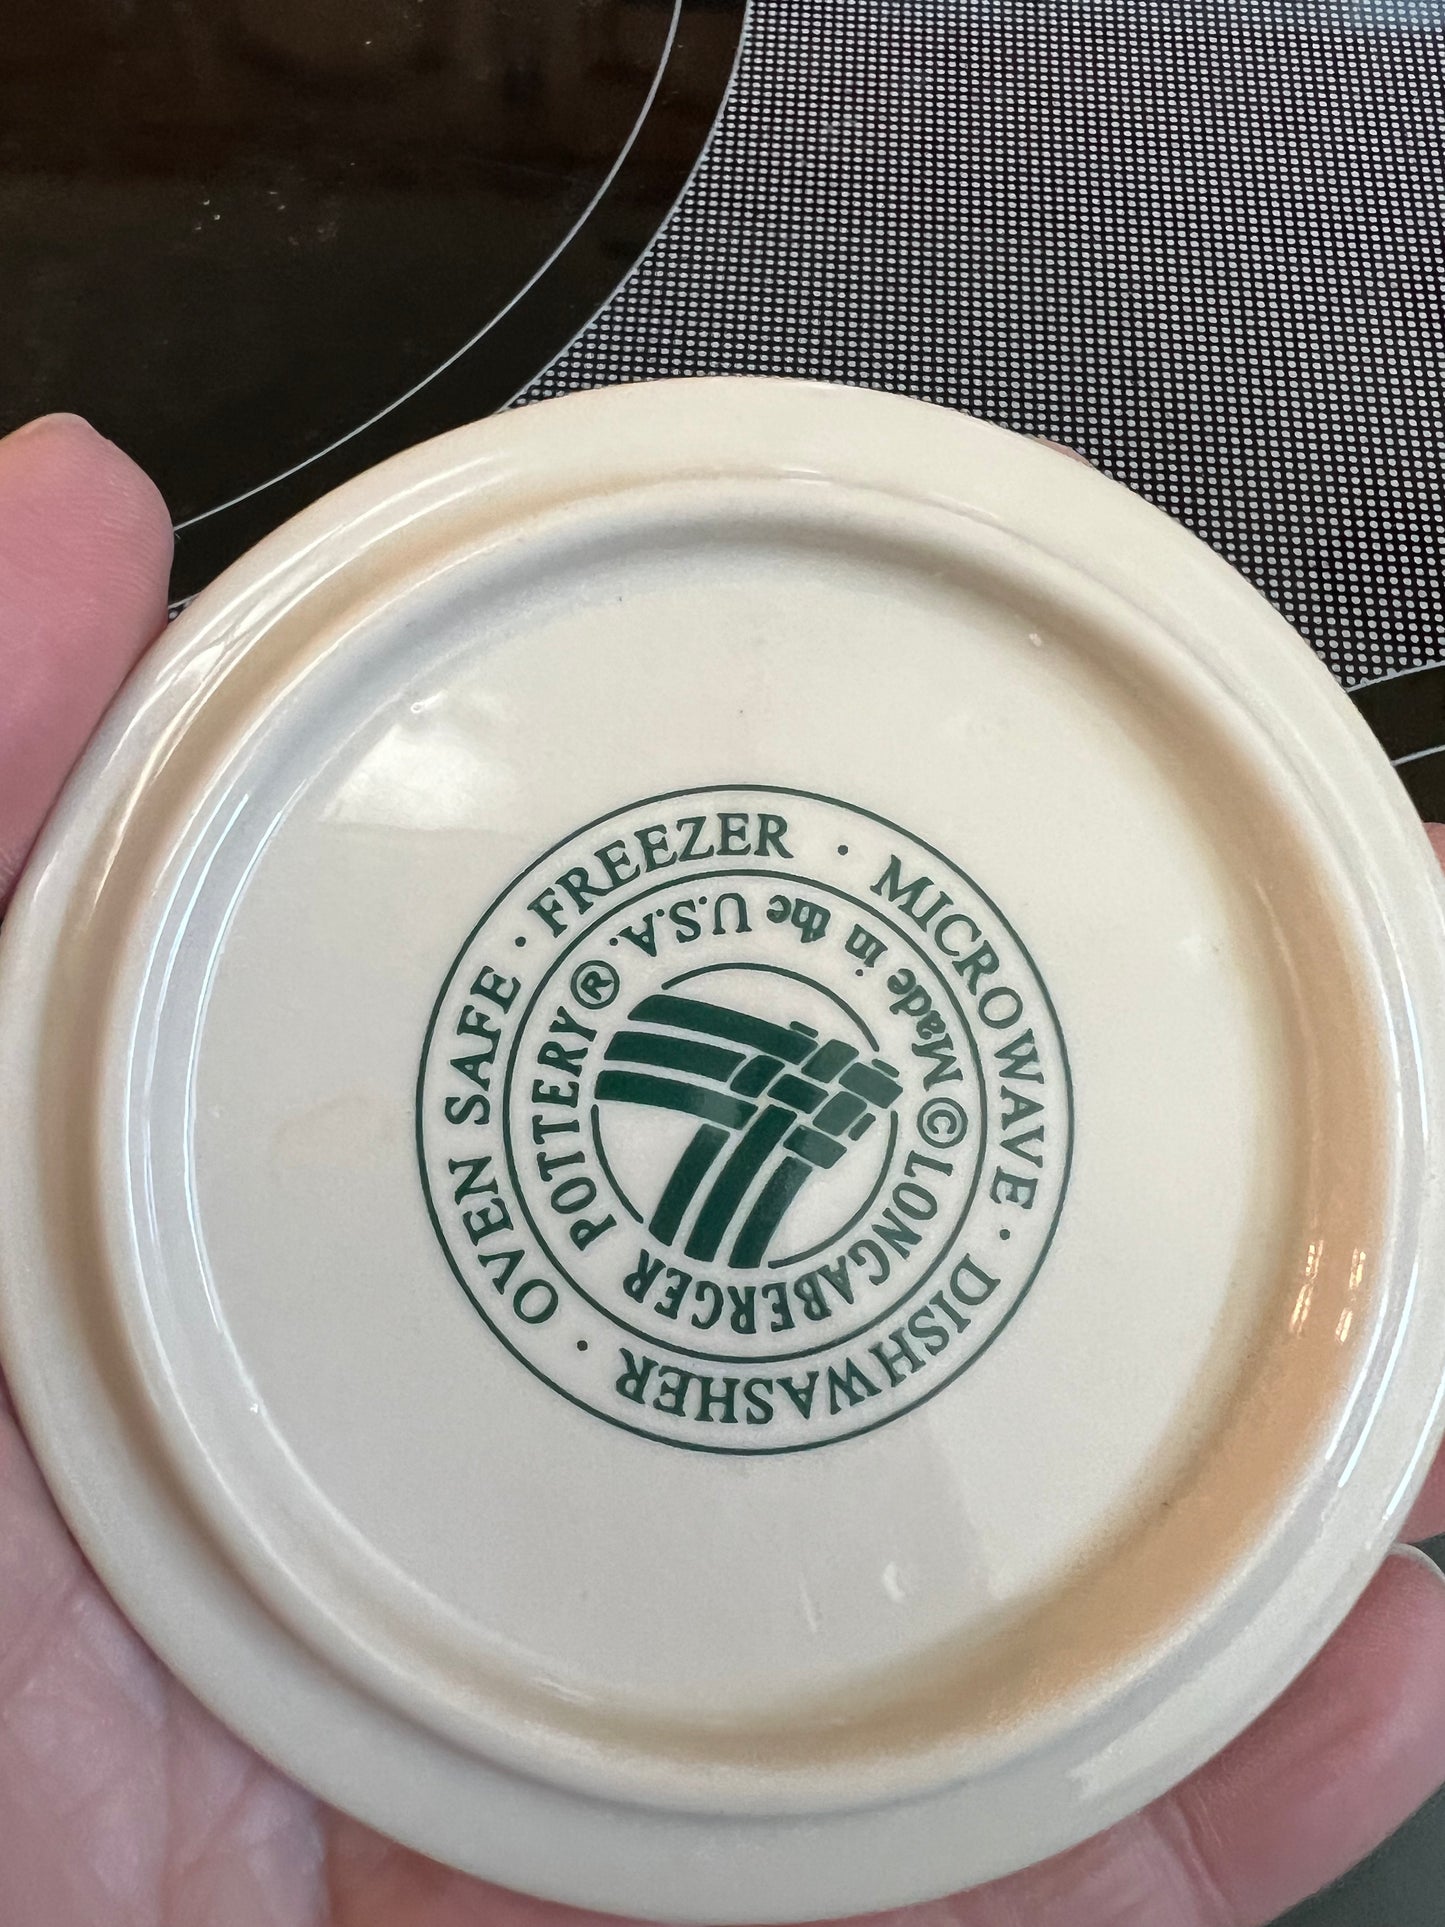 OVEN SAFE · FREEZER · MICROWAVE · DISHWASHER ·
©LONGABERGER POTTERY®
Made in the U.S.A.